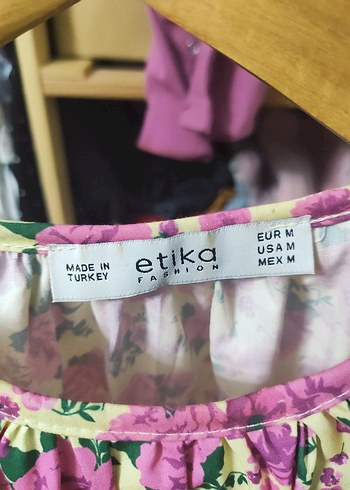 MADE IN
TURKEY
etika
FASHION
EUR M
USA M
MEX M